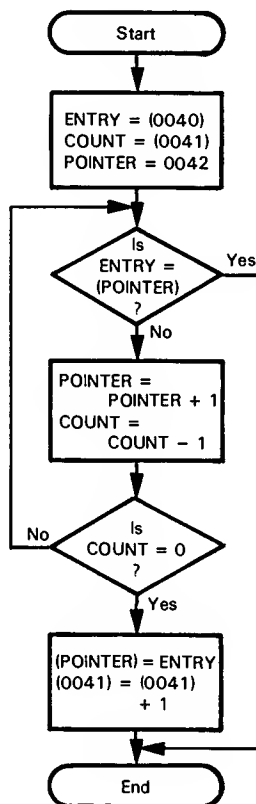 Start
ENTRY = (0040)
COUNT = (0041)
POINTER = 0042
Is
ENTRY =
(POINTER)
?
Yes
No
POINTER =
POINTER + 1
COUNT =
COUNT - 1
Is
COUNT = 0
?
No
Yes
(POINTER) = ENTRY
(0041) = (0041)
+ 1
End